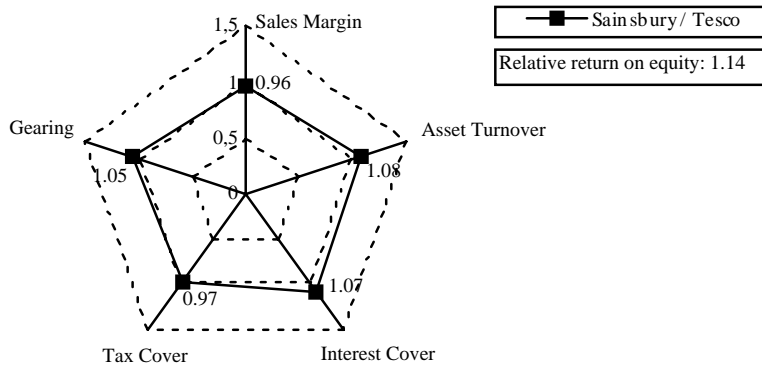 1,5
Sales Margin
Sainsbury / Tesco
Relative return on equity: 1.14
1
0.96
Gearing
0,5
Asset Turnover
1.05
1.08
0
1.07
0.97
Tax Cover
Interest Cover